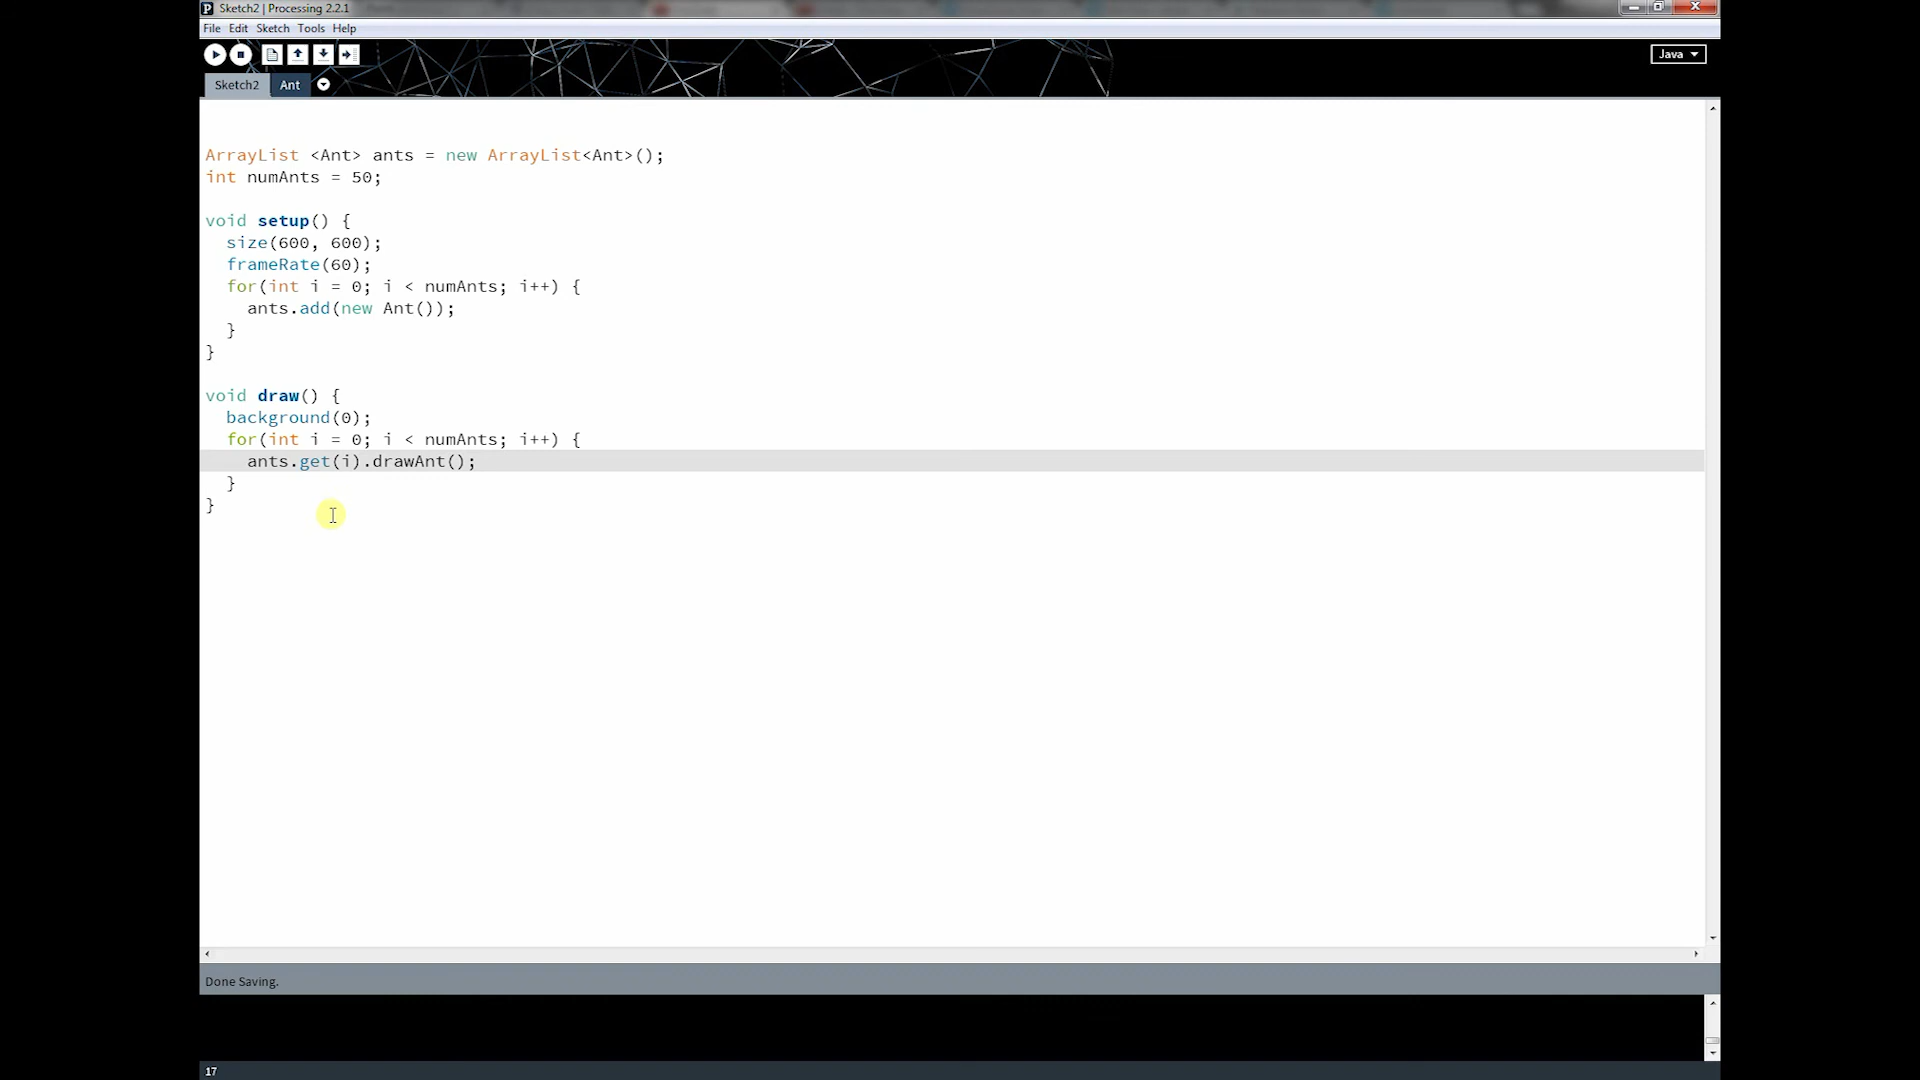 Sketch2 | Processing 2.2.1
File Edit Sketch Tools Help
Java
Sketch2 Ant
ArrayList <Ant> ants = new ArrayList<Ant>();
int numAnts = 50;
void setup() {
  size(600, 600);
  frameRate(60);
  for(int i = 0; i < numAnts; i++) {
    ants.add(new Ant());
  }
}
void draw() {
  background(0);
  for(int i = 0; i < numAnts; i++) {
    ants.get(i).drawAnt();
  }
}
Done Saving.
17